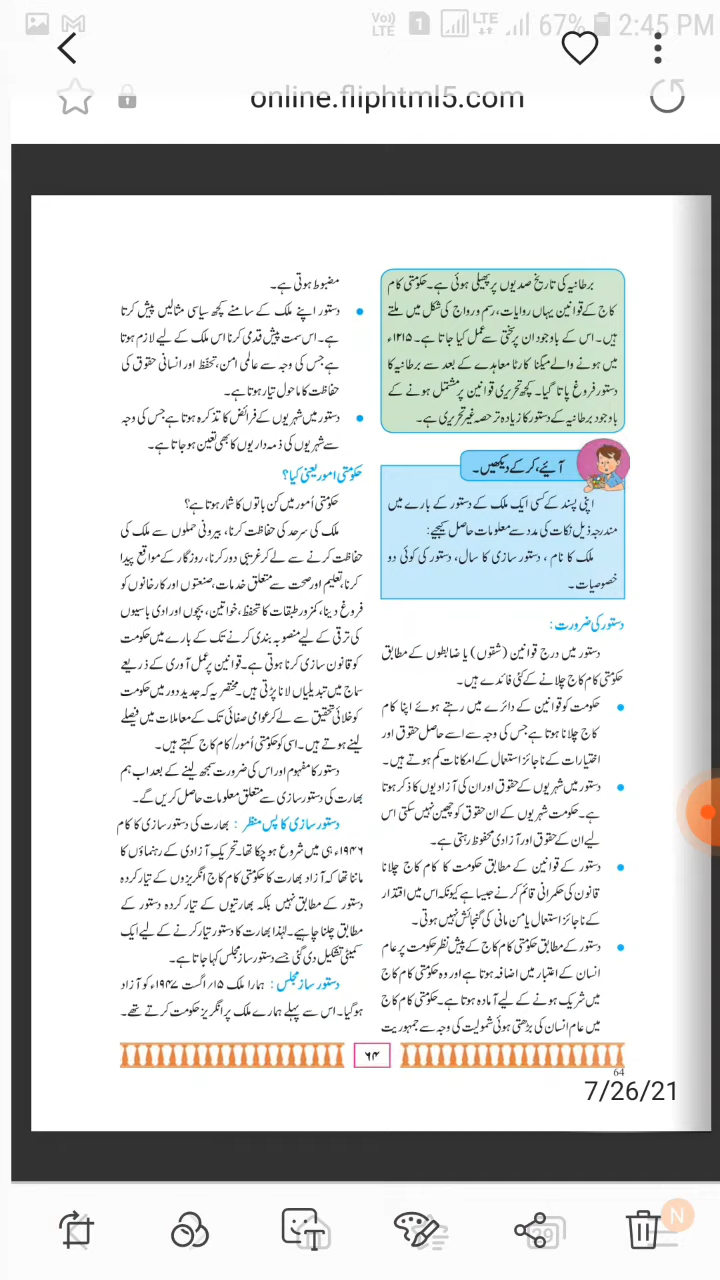 Vo) LTE 1 LTE 67% 2:45 PM
online.fliphtml5.com
برطانیہ کی تاریخ صدیوں پر پھیلی ہوئی ہے۔ حکومتی کام
کاج کے قوانین یہاں روایات، رسم و رواج کی شکل میں ملتے
ہیں۔ اس کے باوجود ان پر سختی سے عمل کیا جاتا ہے۔ ۱۲۱۵ء
میں ہونے والے میگنا کارٹا معاہدے کے بعد سے برطانیہ کا
دستور فروغ پاتا گیا۔ کچھ تحریری قوانین پر مشتمل ہونے کے
باوجود برطانیہ کے دستور کا زیادہ تر حصہ غیر تحریری ہے۔
آئیے، کر کے دیکھیں۔
اپنی پسند کے کسی ایک ملک کے دستور کے بارے میں
مندرجہ ذیل نکات کی مدد سے معلومات حاصل کیجیے:
ملک کا نام، دستور سازی کا سال، دستور کی کوئی دو
خصوصیات۔
دستور کی ضرورت:
دستور میں درج قوانین (شقوں) یا ضابطوں کے مطابق
حکومتی کام کاج چلانے کے کئی فائدے ہیں۔
• حکومت کو قوانین کے دائرے میں رہتے ہوئے اپنا کام
کاج چلانا ہوتا ہے جس کی وجہ سے اسے حاصل حقوق اور
اختیارات کے ناجائز استعمال کے امکانات کم ہوتے ہیں۔
• دستور میں شہریوں کے حقوق اور ان کی آزادیوں کا ذکر ہوتا
ہے۔ حکومت شہریوں کے ان حقوق کو چھین نہیں سکتی اس
لیے ان کے حقوق اور آزادی محفوظ رہتی ہے۔
• دستور کے قوانین کے مطابق حکومت کا کام کاج چلانا
قانون کی حکمرانی قائم کرنے جیسا ہے کیونکہ اس میں اقتدار
کے ناجائز استعمال یا من مانی کی گنجائش نہیں ہوتی۔
• دستور کے مطابق حکومتی کام کاج کے پیش نظر حکومت پر عام
انسان کے اعتبار میں اضافہ ہوتا ہے اور وہ حکومتی کام کاج
میں شریک ہونے کے لیے آمادہ ہوتا ہے۔ حکومتی کام کاج
میں عام انسان کی بڑھتی ہوئی شمولیت کی وجہ سے جمہوریت
مضبوط ہوتی ہے۔
• دستور اپنے ملک کے سامنے کچھ سیاسی مثالیں پیش کرتا
ہے۔ اس سمت پیش قدمی کرنا اس ملک کے لیے لازم ہوتا
ہے جس کی وجہ سے عالمی امن، تحفظ اور انسانی حقوق کی
حفاظت کا ماحول تیار ہوتا ہے۔
• دستور میں شہریوں کے فرائض کا تذکرہ ہوتا ہے جس کی وجہ
سے شہریوں کی ذمہ داریوں کا بھی تعین ہو جاتا ہے۔
حکومتی امور یعنی کیا؟
حکومتی اُمور میں کن باتوں کا شمار ہوتا ہے؟
ملک کی سرحد کی حفاظت کرنا، بیرونی حملوں سے ملک کی
حفاظت کرنے سے لے کر غریبی دور کرنا، روزگار کے مواقع پیدا
کرنا، تعلیم اور صحت سے متعلق خدمات، صنعتوں اور کارخانوں کو
فروغ دینا، کمزور طبقات کا تحفظ، خواتین، بچوں اور ادی باسیوں
کی ترقی کے لیے منصوبہ بندی کرنے تک کے بارے میں حکومت
کو قانون سازی کرنا ہوتی ہے۔ قوانین پر عمل آوری کے ذریعے
سماج میں تبدیلیاں لانا پڑتی ہیں۔ مختصر یہ کہ جدید دور میں حکومت
کو خلائی تحقیق سے لے کر عوامی صفائی تک کے معاملات میں فیصلے
لینے ہوتے ہیں۔ اسی کو حکومتی اُمور/کام کاج کہتے ہیں۔
دستور کا مفہوم اور اس کی ضرورت سمجھ لینے کے بعد اب ہم
بھارت کی دستور سازی سے متعلق معلومات حاصل کریں گے۔
دستور سازی کا پس منظر : بھارت کی دستور سازی کا کام
۱۹۴۶ء ہی میں شروع ہو چکا تھا۔ تحریکِ آزادی کے رہنماؤں کا
ماننا تھا کہ آزاد بھارت کا حکومتی کام کاج انگریزوں کے تیار کردہ
دستور کے مطابق نہیں بلکہ بھارتیوں کے تیار کردہ دستور کے
مطابق چلنا چاہیے۔ لہٰذا بھارت کا دستور تیار کرنے کے لیے ایک
کمیٹی تشکیل دی گئی جسے دستور ساز مجلس کہا جاتا ہے۔
دستور ساز مجلس : ہمارا ملک ۱۵؍ اگست ۱۹۴۷ء کو آزاد
ہو گیا۔ اس سے پہلے ہمارے ملک پر انگریز حکومت کرتے تھے۔
۶۴
64
7/26/21
N